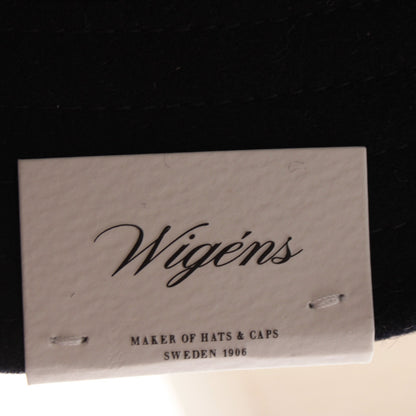 Wigéns
MAKER OF HATS & CAPS
SWEDEN 1906